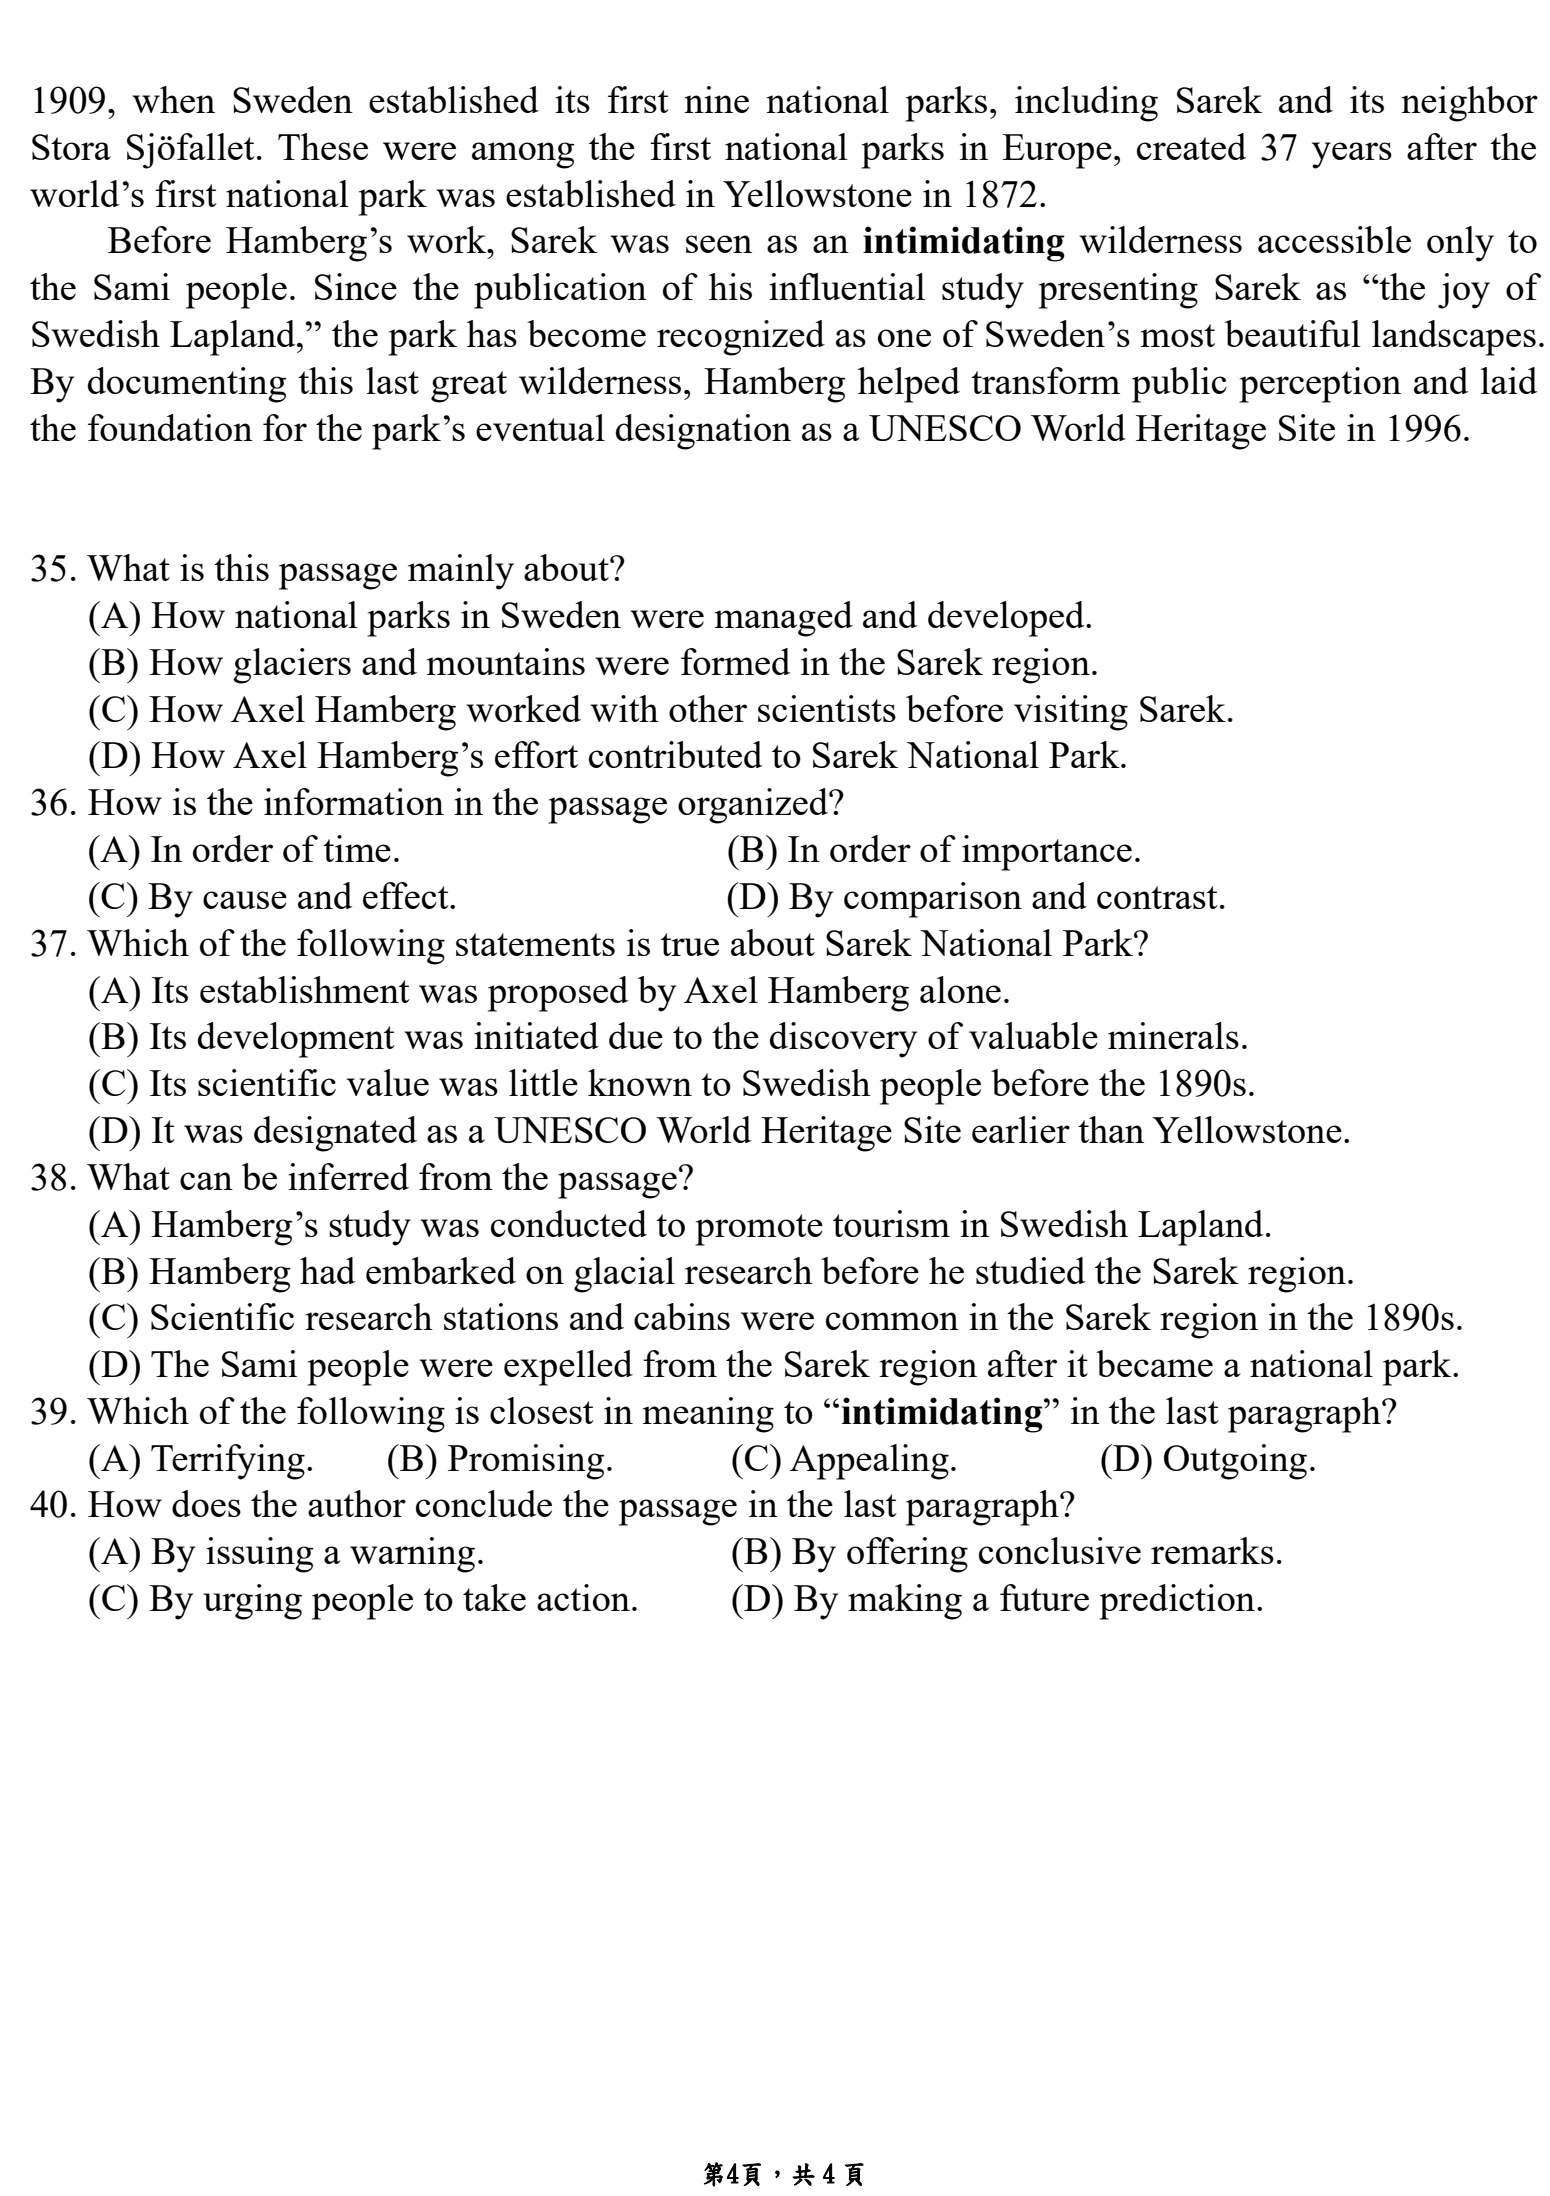 1909, when Sweden established its first nine national parks, including Sarek and its neighbor
Stora Sjöfallet. These were among the first national parks in Europe, created 37 years after the
world’s first national park was established in Yellowstone in 1872.
Before Hamberg’s work, Sarek was seen as an intimidating wilderness accessible only to
the Sami people. Since the publication of his influential study presenting Sarek as “the joy of
Swedish Lapland,” the park has become recognized as one of Sweden’s most beautiful landscapes.
By documenting this last great wilderness, Hamberg helped transform public perception and laid
the foundation for the park’s eventual designation as a UNESCO World Heritage Site in 1996.
35. What is this passage mainly about?
(A) How national parks in Sweden were managed and developed.
(B) How glaciers and mountains were formed in the Sarek region.
(C) How Axel Hamberg worked with other scientists before visiting Sarek.
(D) How Axel Hamberg’s effort contributed to Sarek National Park.
36. How is the information in the passage organized?
(A) In order of time. (B) In order of importance.
(C) By cause and effect. (D) By comparison and contrast.
37. Which of the following statements is true about Sarek National Park?
(A) Its establishment was proposed by Axel Hamberg alone.
(B) Its development was initiated due to the discovery of valuable minerals.
(C) Its scientific value was little known to Swedish people before the 1890s.
(D) It was designated as a UNESCO World Heritage Site earlier than Yellowstone.
38. What can be inferred from the passage?
(A) Hamberg’s study was conducted to promote tourism in Swedish Lapland.
(B) Hamberg had embarked on glacial research before he studied the Sarek region.
(C) Scientific research stations and cabins were common in the Sarek region in the 1890s.
(D) The Sami people were expelled from the Sarek region after it became a national park.
39. Which of the following is closest in meaning to “intimidating” in the last paragraph?
(A) Terrifying. (B) Promising. (C) Appealing. (D) Outgoing.
40. How does the author conclude the passage in the last paragraph?
(A) By issuing a warning. (B) By offering conclusive remarks.
(C) By urging people to take action. (D) By making a future prediction.
第4頁，共 4 頁